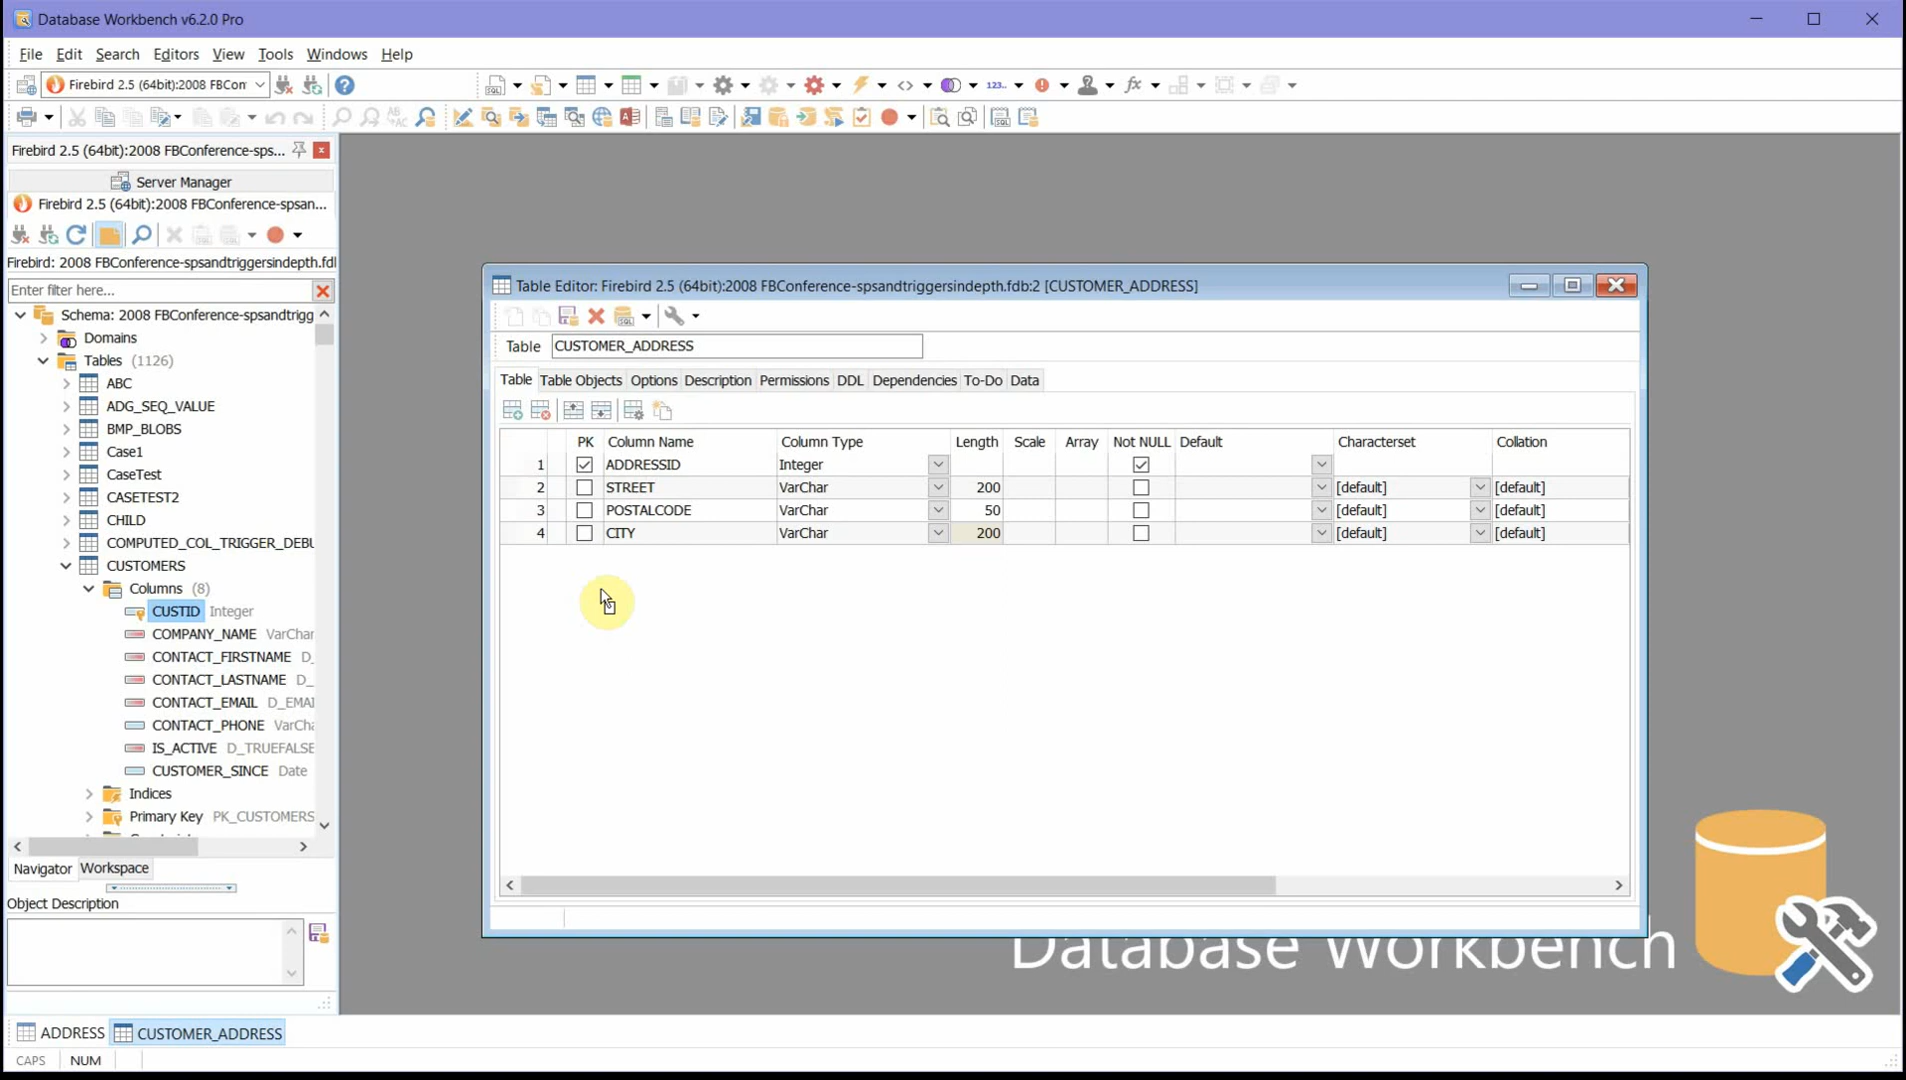 Database Workbench v6.2.0 Pro
File Edit Search Editors View Tools Windows Help
Firebird 2.5 (64bit):2008 FBCon
SQL 123.. fx
Firebird 2.5 (64bit):2008 FBConference-sps...
Server Manager
Firebird 2.5 (64bit):2008 FBConference-spsan...
Firebird: 2008 FBConference-spsandtriggersindepth.fdl
Enter filter here...
Schema: 2008 FBConference-spsandtrigg
Domains
Tables (1126)
ABC
ADG_SEQ_VALUE
BMP_BLOBS
Case1
CaseTest
CASETEST2
CHILD
COMPUTED_COL_TRIGGER_DEBU
CUSTOMERS
Columns (8)
CUSTID Integer
COMPANY_NAME VarChar
CONTACT_FIRSTNAME D_
CONTACT_LASTNAME D_
CONTACT_EMAIL D_EMAI
CONTACT_PHONE VarCha
IS_ACTIVE D_TRUEFALSE
CUSTOMER_SINCE Date
Indices
Primary Key PK_CUSTOMERS
Navigator Workspace
Object Description
Table Editor: Firebird 2.5 (64bit):2008 FBConference-spsandtriggersindepth.fdb:2 [CUSTOMER_ADDRESS]
Table CUSTOMER_ADDRESS
Table Table Objects Options Description Permissions DDL Dependencies To-Do Data
PK Column Name Column Type Length Scale Array Not NULL Default Characterset Collation
1 ADDRESSID Integer
2 STREET VarChar 200 [default] [default]
3 POSTALCODE VarChar 50 [default] [default]
4 CITY VarChar 200 [default] [default]
Database Workbench
ADDRESS CUSTOMER_ADDRESS
CAPS NUM